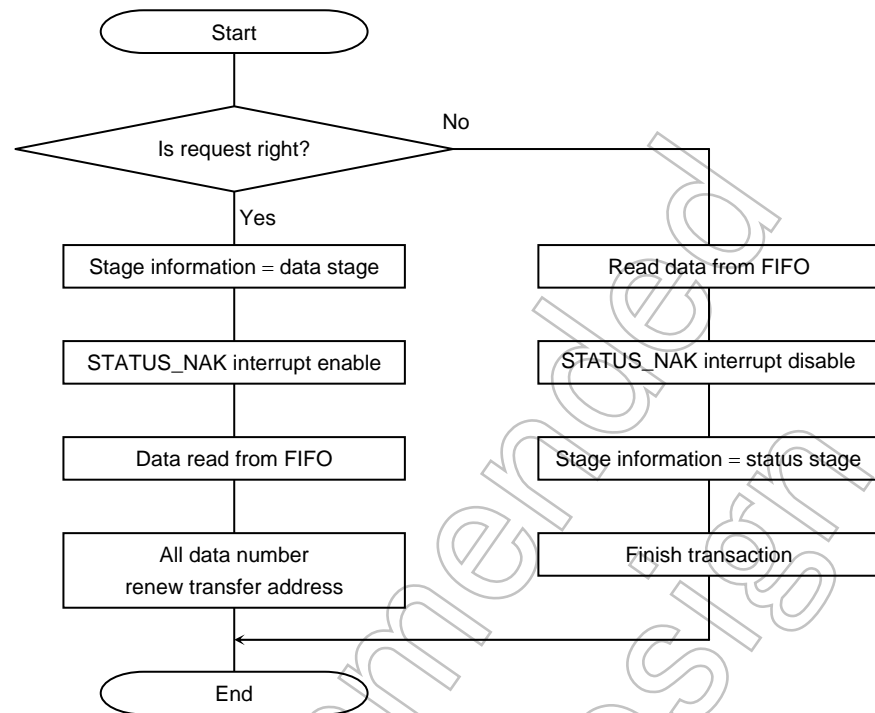 Start
Is request right?
No
Yes
Stage information = data stage
STATUS_NAK interrupt enable
Data read from FIFO
All data number
renew transfer address
Read data from FIFO
STATUS_NAK interrupt disable
Stage information = status stage
Finish transaction
End